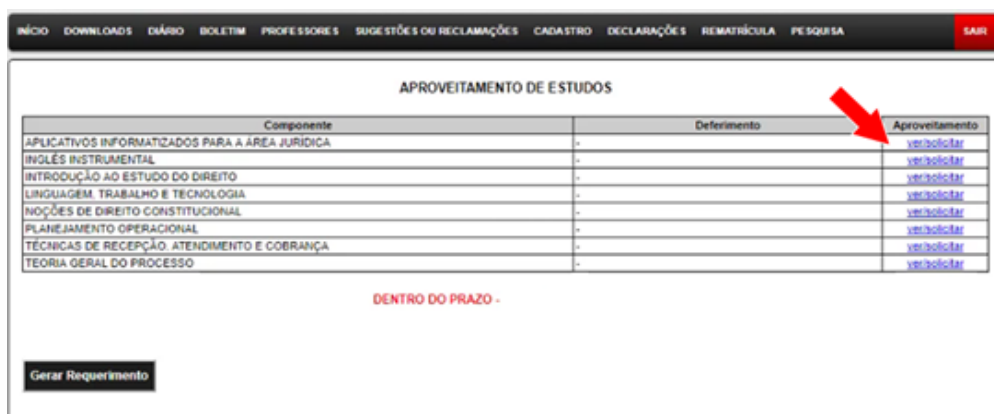 INÍCIO DOWNLOADS DIÁRIO BOLETIM PROFESSORES SUGESTÕES OU RECLAMAÇÕES CADASTRO DECLARAÇÕES REMATRÍCULA PESQUISA SAIR
APROVEITAMENTO DE ESTUDOS
Componente Deferimento Aproveitamento
APLICATIVOS INFORMATIZADOS PARA A ÁREA JURÍDICA - ver/solicitar
INGLÊS INSTRUMENTAL - ver/solicitar
INTRODUÇÃO AO ESTUDO DO DIREITO - ver/solicitar
LINGUAGEM, TRABALHO E TECNOLOGIA - ver/solicitar
NOÇÕES DE DIREITO CONSTITUCIONAL - ver/solicitar
PLANEJAMENTO OPERACIONAL - ver/solicitar
TÉCNICAS DE RECEPÇÃO, ATENDIMENTO E COBRANÇA - ver/solicitar
TEORIA GERAL DO PROCESSO - ver/solicitar
DENTRO DO PRAZO -
Gerar Requerimento